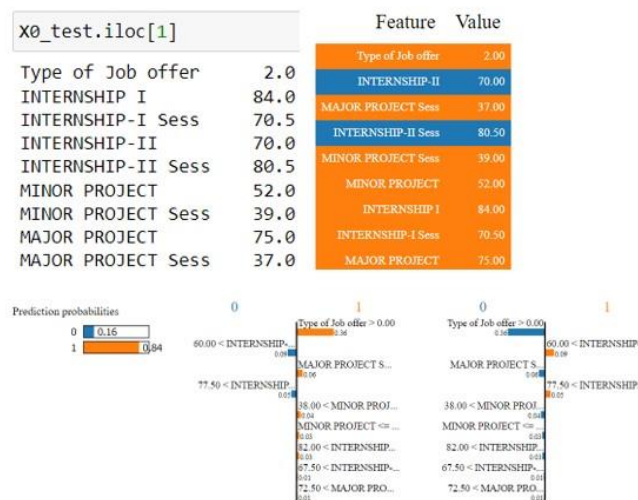 X0_test.iloc[1]
Type of Job offer 2.0
INTERNSHIP I 84.0
INTERNSHIP-I Sess 70.5
INTERNSHIP-II 70.0
INTERNSHIP-II Sess 80.5
MINOR PROJECT 52.0
MINOR PROJECT Sess 39.0
MAJOR PROJECT 75.0
MAJOR PROJECT Sess 37.0
Feature Value
Type of Job offer 2.00
INTERNSHIP-II 70.00
MAJOR PROJECT Sess 37.00
INTERNSHIP-II Sess 80.50
MINOR PROJECT Sess 39.00
MINOR PROJECT 52.00
INTERNSHIP I 84.00
INTERNSHIP-I Sess 70.50
MAJOR PROJECT 75.00
Prediction probabilities
0 0.16
1 0.84
0 1
Type of Job offer > 0.00
0.36
60.00 < INTERNSHIP-...
0.09
MAJOR PROJECT S...
0.06
77.50 < INTERNSHIP...
0.05
38.00 < MINOR PROJ...
0.04
MINOR PROJECT <= ...
0.03
82.00 < INTERNSHIP...
0.03
67.50 < INTERNSHIP-...
0.01
72.50 < MAJOR PRO...
0.01
0 1
Type of Job offer > 0.00
0.36
60.00 < INTERNSHIP
0.09
MAJOR PROJECT S...
0.06
77.50 < INTERNSHIP
0.05
38.00 < MINOR PROJ...
0.04
MINOR PROJECT <= ...
0.03
82.00 < INTERNSHIP...
0.03
67.50 < INTERNSHIP-...
0.01
72.50 < MAJOR PRO...
0.01